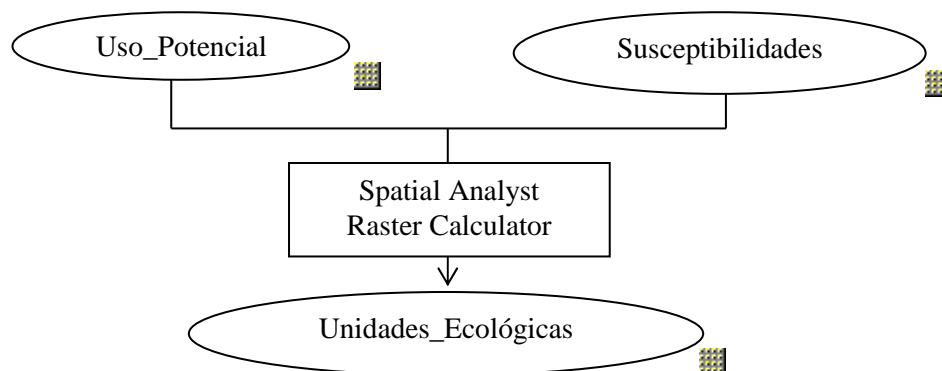 Uso_Potencial
Susceptibilidades
Spatial Analyst
Raster Calculator
Unidades_Ecológicas